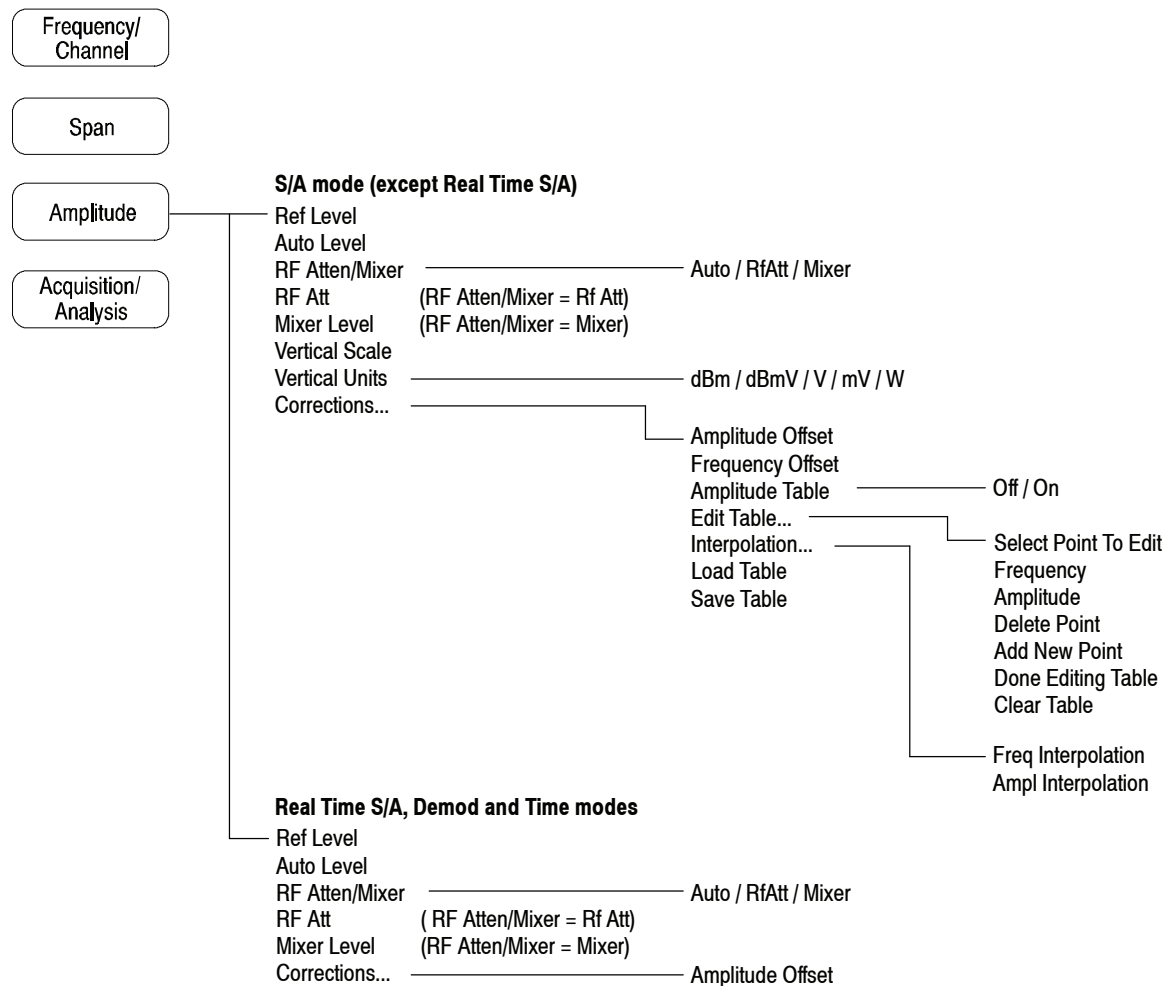 Frequency/
Channel
Span
Amplitude
Acquisition/
Analysis
S/A mode (except Real Time S/A)
Ref Level
Auto Level
RF Atten/Mixer Auto / RfAtt / Mixer
RF Att (RF Atten/Mixer = Rf Att)
Mixer Level (RF Atten/Mixer = Mixer)
Vertical Scale
Vertical Units dBm / dBmV / V / mV / W
Corrections...
Amplitude Offset
Frequency Offset
Amplitude Table Off / On
Edit Table...
Interpolation...
Load Table
Save Table
Select Point To Edit
Frequency
Amplitude
Delete Point
Add New Point
Done Editing Table
Clear Table
Freq Interpolation
Ampl Interpolation
Real Time S/A, Demod and Time modes
Ref Level
Auto Level
RF Atten/Mixer Auto / RfAtt / Mixer
RF Att ( RF Atten/Mixer = Rf Att)
Mixer Level (RF Atten/Mixer = Mixer)
Corrections... Amplitude Offset